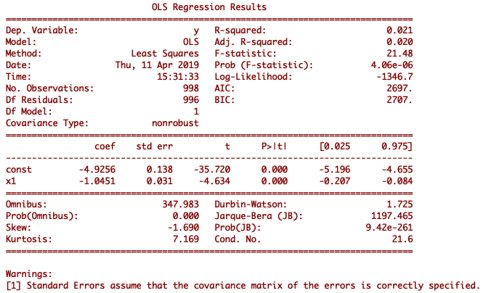 OLS Regression Results
Dep. Variable: y R-squared: 0.021
Model: OLS Adj. R-squared: 0.020
Method: Least Squares F-statistic: 21.48
Date: Thu, 11 Apr 2019 Prob (F-statistic): 4.06e-06
Time: 15:31:33 Log-Likelihood: -1346.7
No. Observations: 998 AIC: 2697.
Df Residuals: 996 BIC: 2707.
Df Model: 1
Covariance Type: nonrobust
coef std err t P>|t| [0.025 0.975]
const -4.9256 0.138 -35.720 0.000 -5.196 -4.655
x1 -1.0451 0.031 -4.634 0.000 -0.207 -0.084
Omnibus: 347.983 Durbin-Watson: 1.725
Prob(Omnibus): 0.000 Jarque-Bera (JB): 1197.465
Skew: -1.690 Prob(JB): 9.42e-261
Kurtosis: 7.169 Cond. No. 21.6
Warnings:
[1] Standard Errors assume that the covariance matrix of the errors is correctly specified.